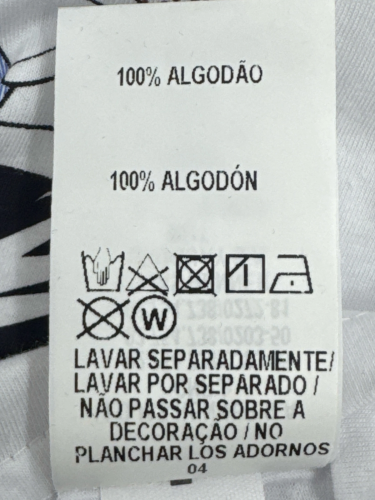 100% ALGODÃO
100% ALGODÓN
W
LAVAR SEPARADAMENTE/
LAVAR POR SEPARADO /
NÃO PASSAR SOBRE A
DECORAÇÃO / NO
PLANCHAR LOS ADORNOS
04